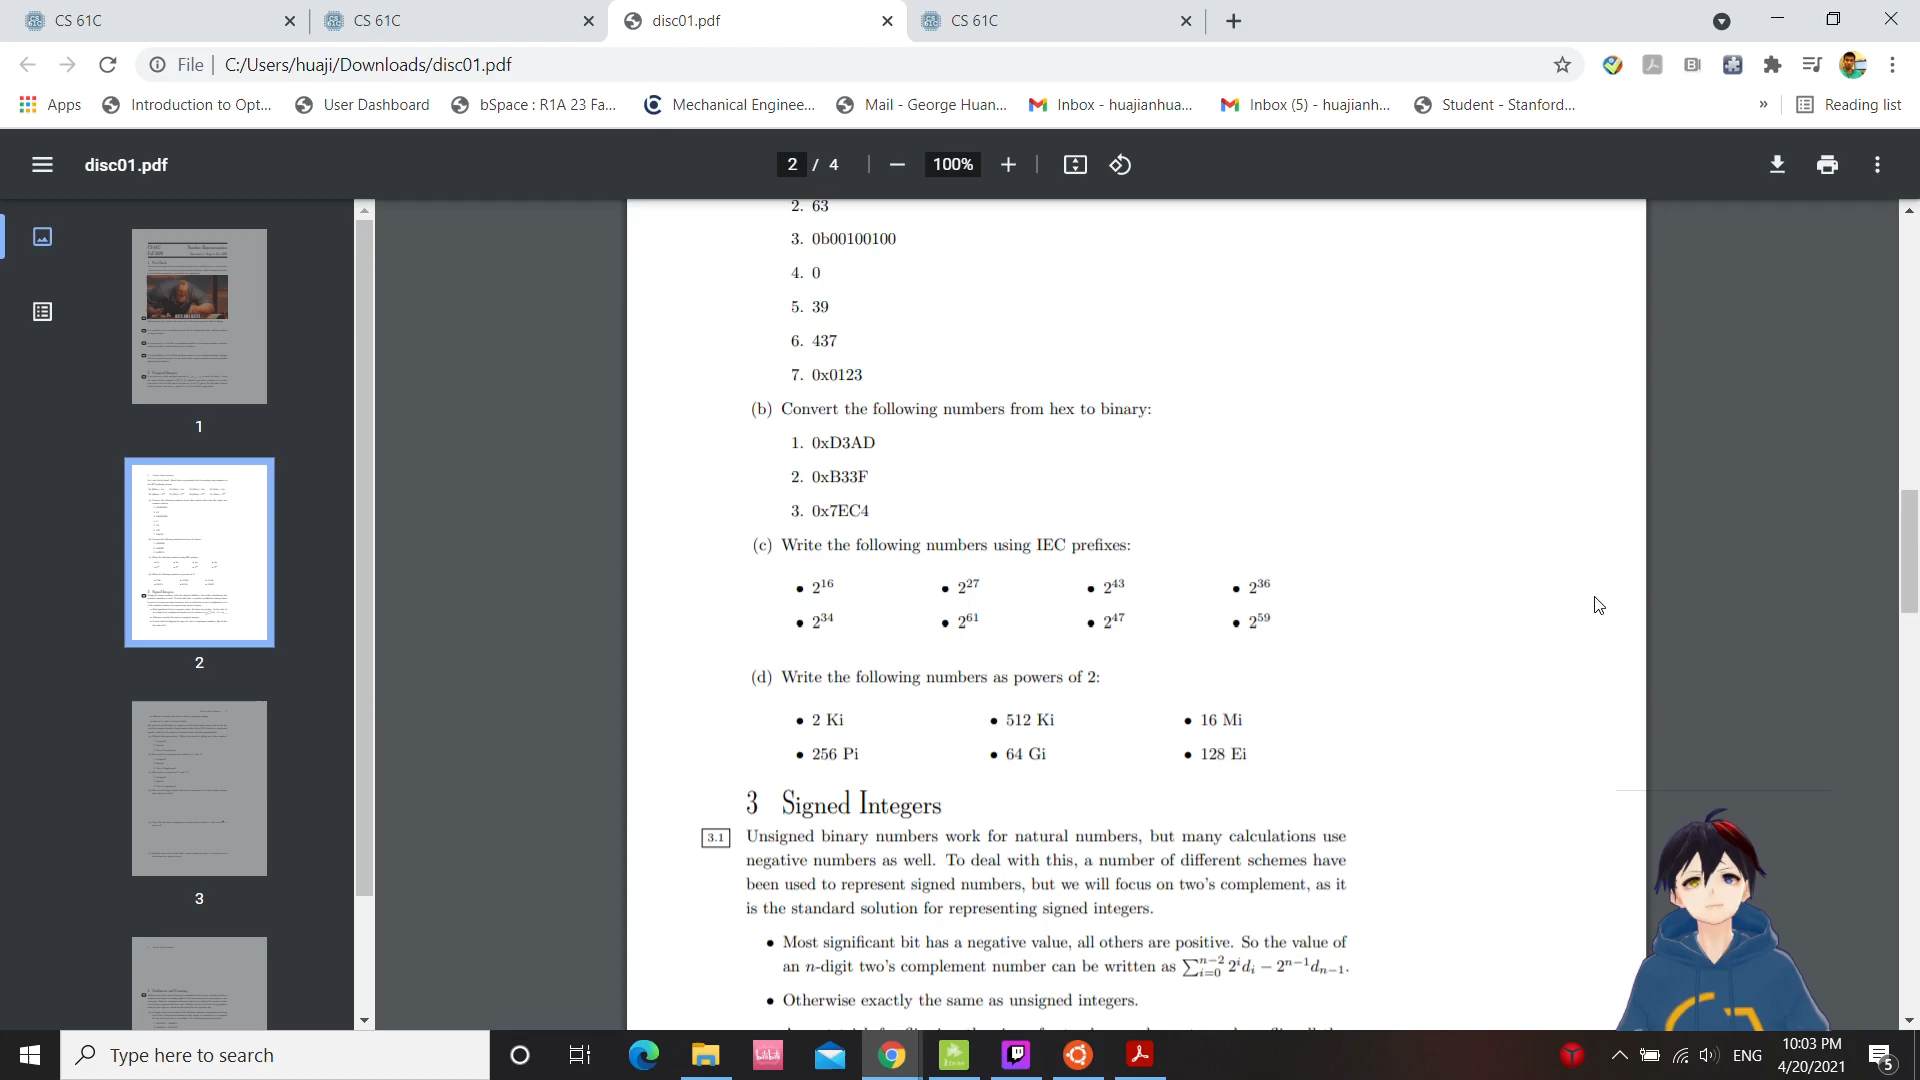 CS 61C
CS 61C
disc01.pdf
CS 61C
File
C:/Users/huaji/Downloads/disc01.pdf
Apps
Introduction to Opt...
User Dashboard
bSpace : R1A 23 Fa...
Mechanical Enginee...
Mail - George Huan...
Inbox - huajianhua...
Inbox (5) - huajianh...
Student - Stanford...
»
Reading list
disc01.pdf
2 / 4
100%
1
2
3
2. 63
3. 0b00100100
4. 0
5. 39
6. 437
7. 0x0123
(b) Convert the following numbers from hex to binary:
1. 0xD3AD
2. 0xB33F
3. 0x7EC4
(c) Write the following numbers using IEC prefixes:
• 2^16 • 2^27 • 2^43 • 2^36
• 2^34 • 2^61 • 2^47 • 2^59
(d) Write the following numbers as powers of 2:
• 2 Ki • 512 Ki • 16 Mi
• 256 Pi • 64 Gi • 128 Ei
3 Signed Integers
3.1 Unsigned binary numbers work for natural numbers, but many calculations use
negative numbers as well. To deal with this, a number of different schemes have
been used to represent signed numbers, but we will focus on two's complement, as it
is the standard solution for representing signed integers.
• Most significant bit has a negative value, all others are positive. So the value of
an n-digit two's complement number can be written as ∑_{i=0}^{n−2} 2^i d_i − 2^{n−1} d_{n−1}.
• Otherwise exactly the same as unsigned integers.
Type here to search
ENG
10:03 PM
4/20/2021
5